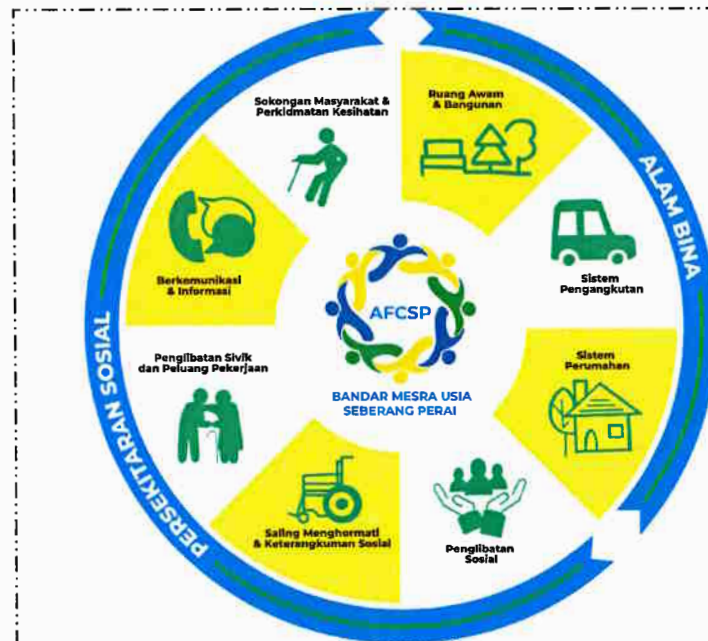 Ruang Awam
& Bangunan
ALAM BINA
Sistem
Pengangkutan
Sistem
Perumahan
Penglibatan
Sosial
Saling Menghormati
& Keterangkuman Sosial
Penglibatan Sivik
dan Peluang Pekerjaan
Berkomunikasi
& Informasi
Sokongan Masyarakat &
Perkidmatan Kesihatan
PERSEKITARAN SOSIAL
AFCSP
BANDAR MESRA USIA
SEBERANG PERAI